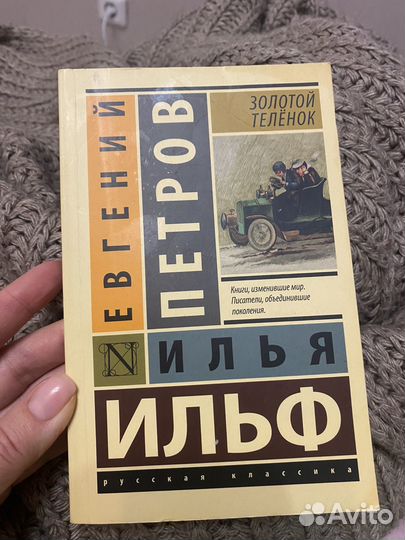 ЕВГЕНИЙ
ПЕТРОВ
ЗОЛОТОЙ
ТЕЛЁНОК
Книги, изменившие мир.
Писатели, объединившие
поколения.
N
ИЛЬЯ
ИЛЬФ
русская классика
Avito